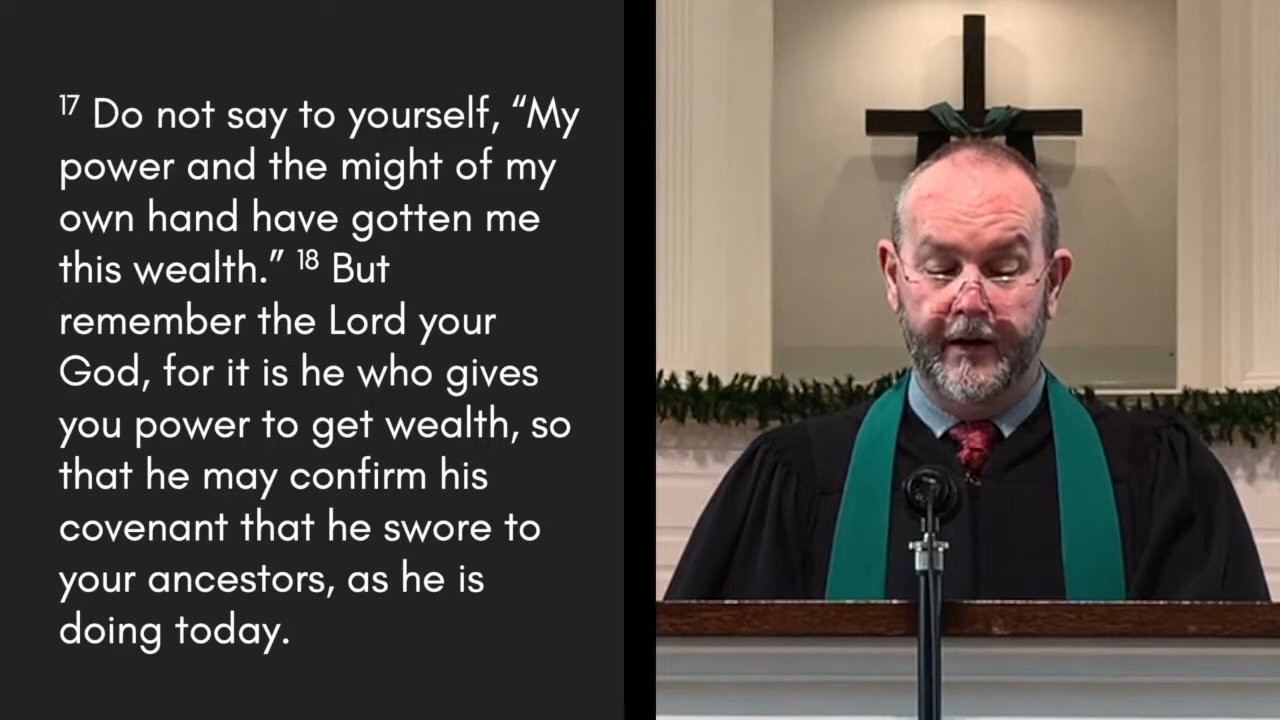 17 Do not say to yourself, “My
power and the might of my
own hand have gotten me
this wealth.” 18 But
remember the Lord your
God, for it is he who gives
you power to get wealth, so
that he may confirm his
covenant that he swore to
your ancestors, as he is
doing today.